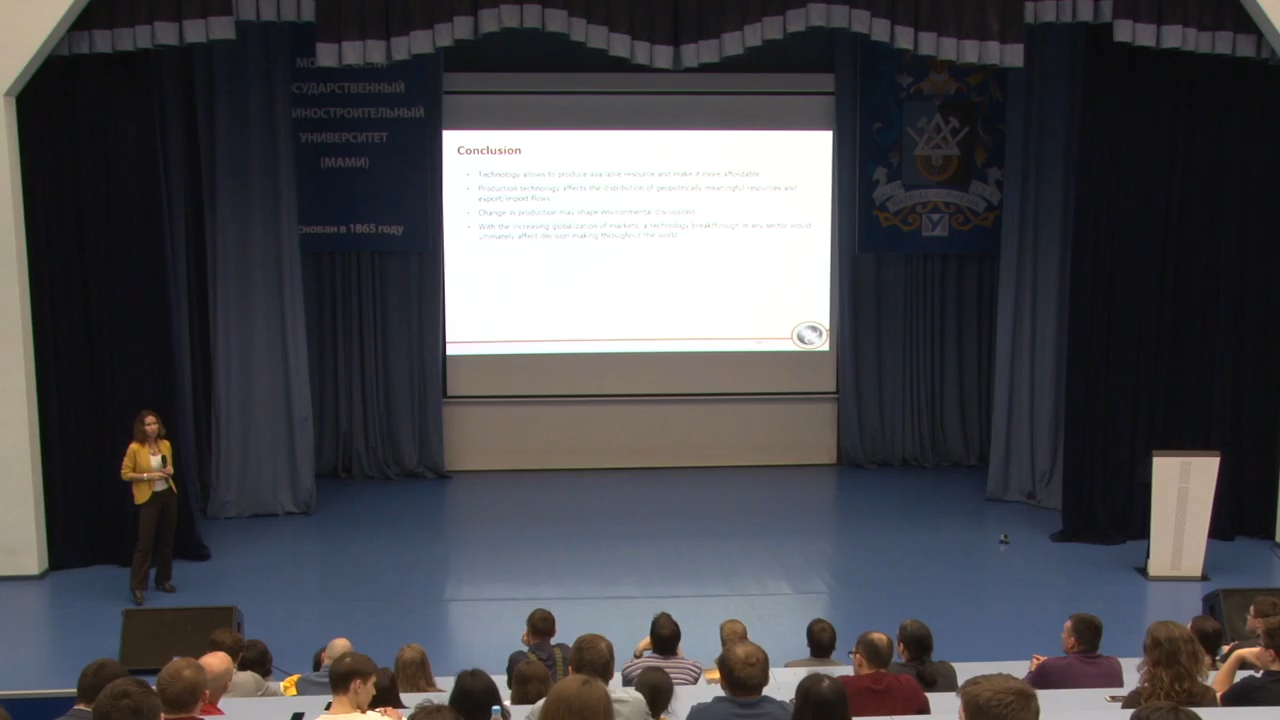 СУДАРСТВЕННЫЙ
ИНОСТРОИТЕЛЬНЫЙ
УНИВЕРСИТЕТ
(МАМИ)
снован в 1865 году
Conclusion
Technology allows to produce available resource and make it more affordable
Production technology affects the distribution of geopolitically meaningful resources and
export/import flows
Change in production may shape environmental discussions
With the increasing globalization of markets, a technology breakthrough in any sector would
ultimately affect decision making throughout the world